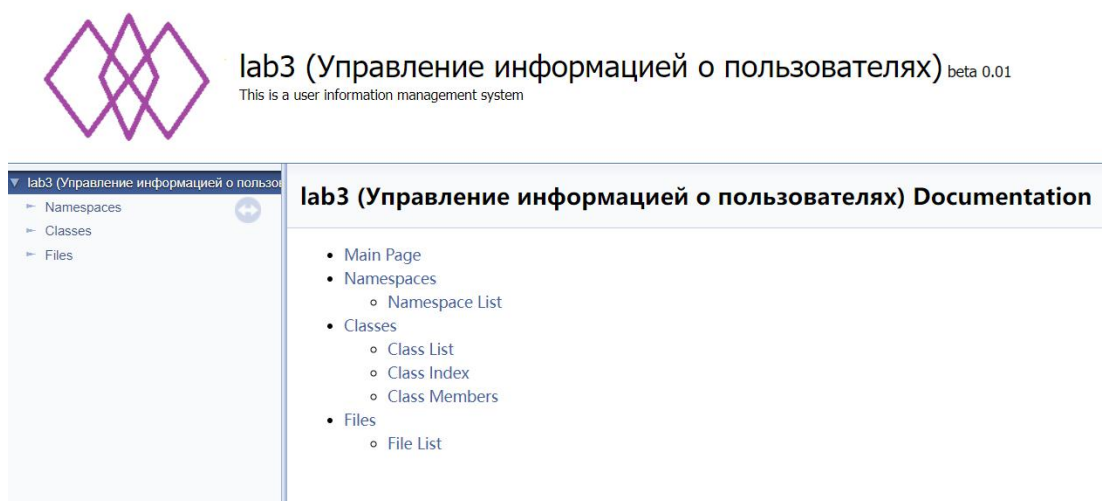 lab3 (Управление информацией о пользователях) beta 0.01
This is a user information management system
lab3 (Управление информацией о пользо
Namespaces
Classes
Files
lab3 (Управление информацией о пользователях) Documentation
Main Page
Namespaces
Namespace List
Classes
Class List
Class Index
Class Members
Files
File List